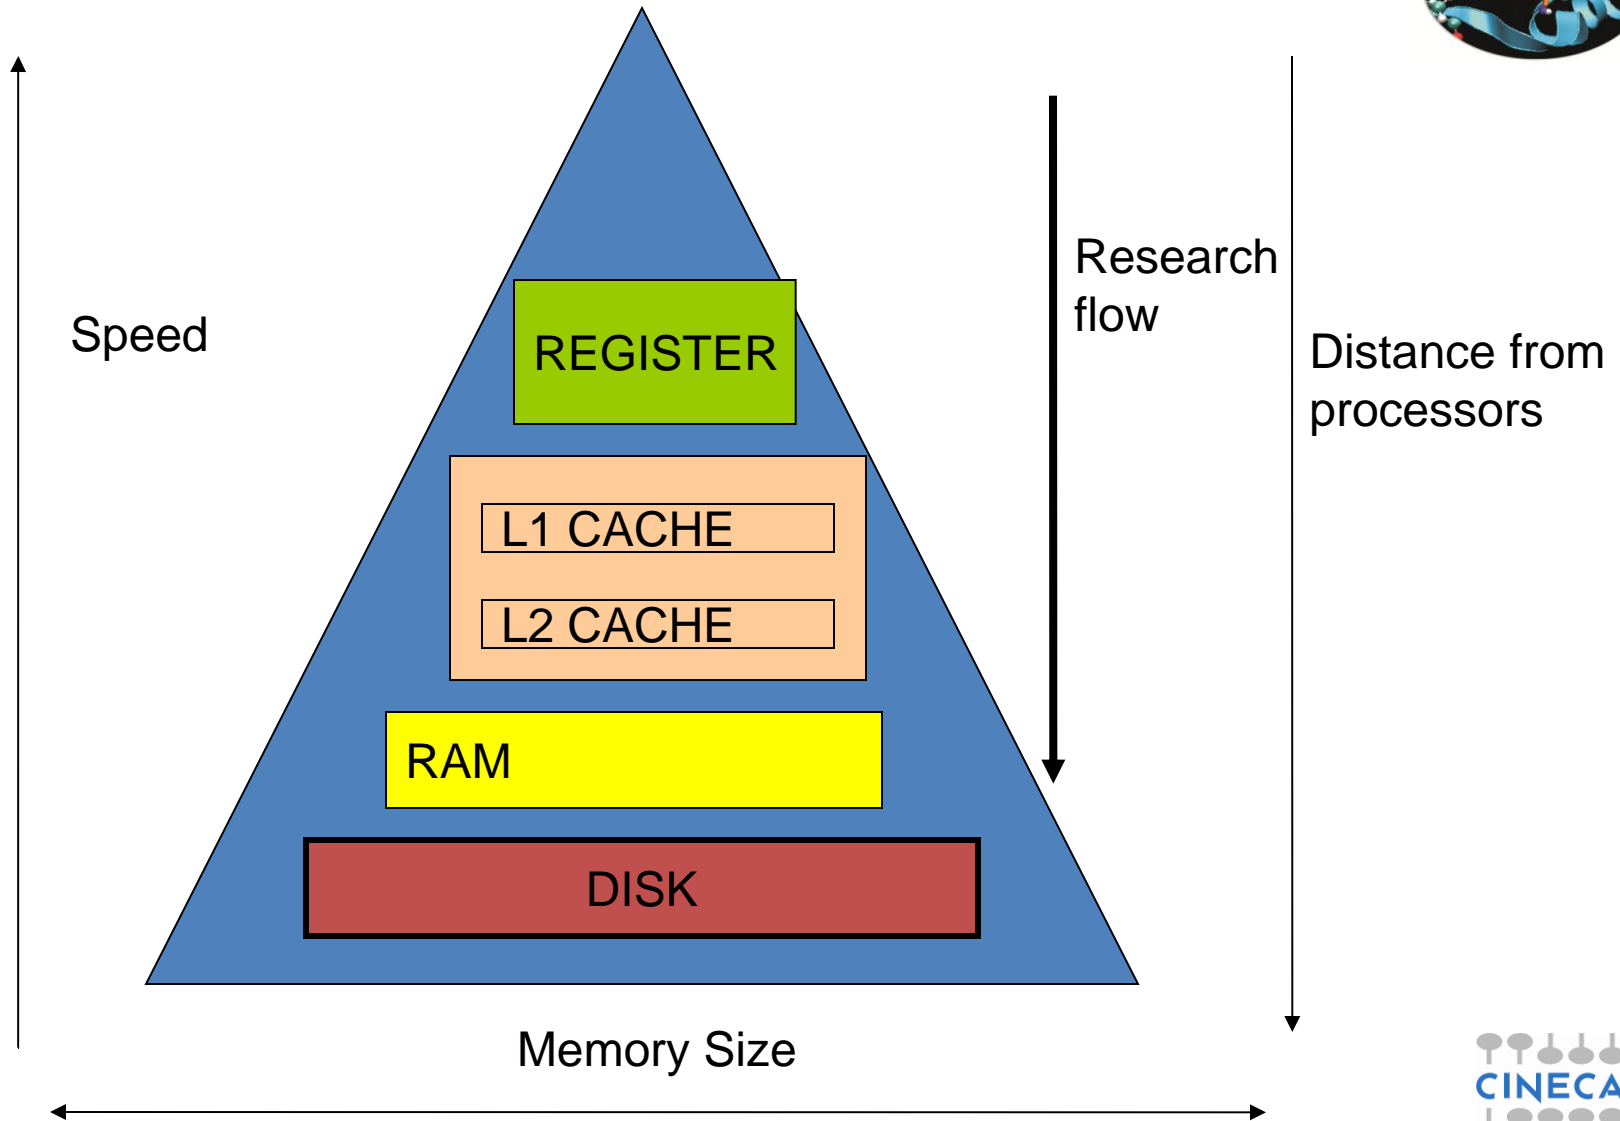 Speed
REGISTER
L1 CACHE
L2 CACHE
RAM
DISK
Research
flow
Distance from
processors
Memory Size
CINECA